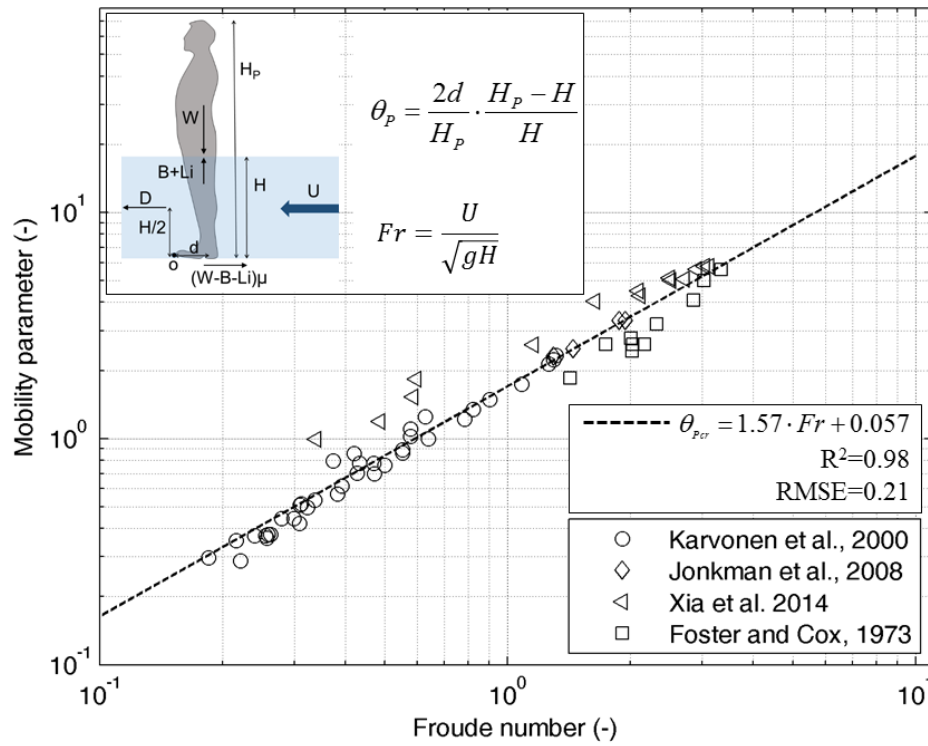 H_P
W
B+Li
D
H/2
d
o
H
U
(W-B-Li)μ
θ_P = 2d/H_P · (H_P − H)/H
Fr = U/√(gH)
Mobility parameter (-)
10^1
10^0
10^-1
10^-1
10^0
10^1
Froude number (-)
θ_Pcr = 1.57 · Fr + 0.057
R^2=0.98
RMSE=0.21
Karvonen et al., 2000
Jonkman et al., 2008
Xia et al. 2014
Foster and Cox, 1973